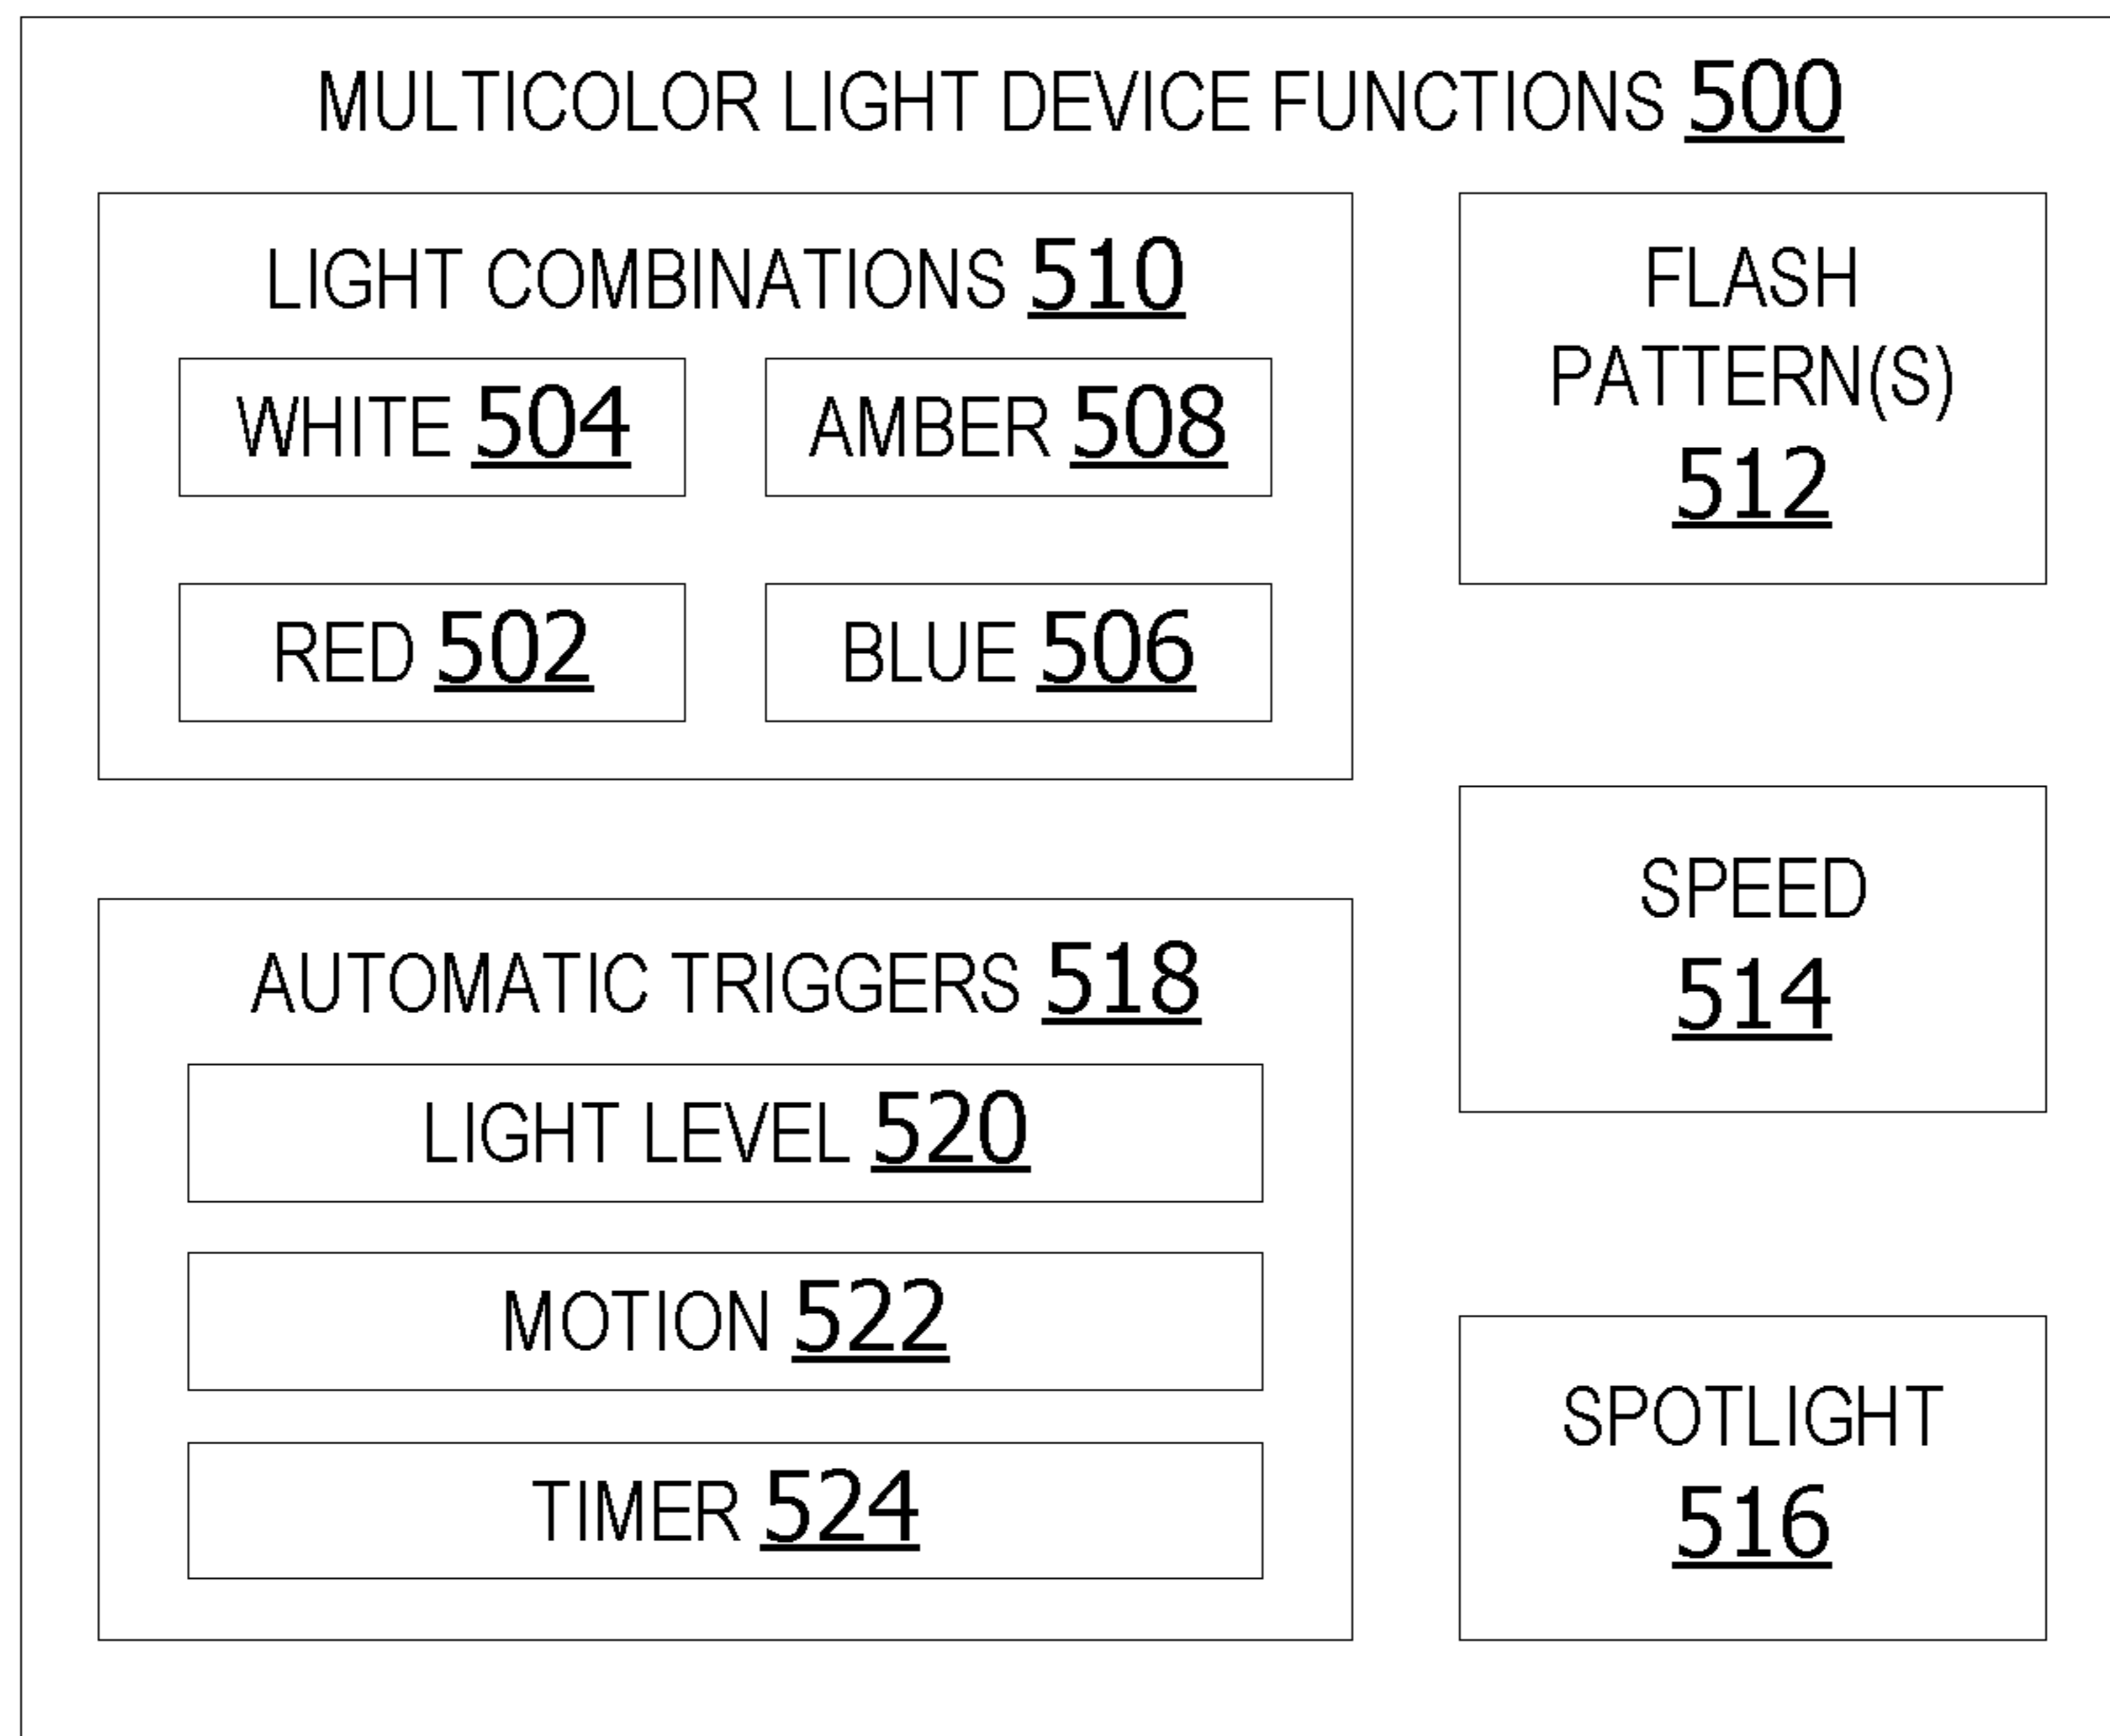 MULTICOLOR LIGHT DEVICE FUNCTIONS 500
LIGHT COMBINATIONS 510
WHITE 504
AMBER 508
RED 502
BLUE 506
FLASH
PATTERN(S)
512
SPEED
514
AUTOMATIC TRIGGERS 518
LIGHT LEVEL 520
MOTION 522
TIMER 524
SPOTLIGHT
516